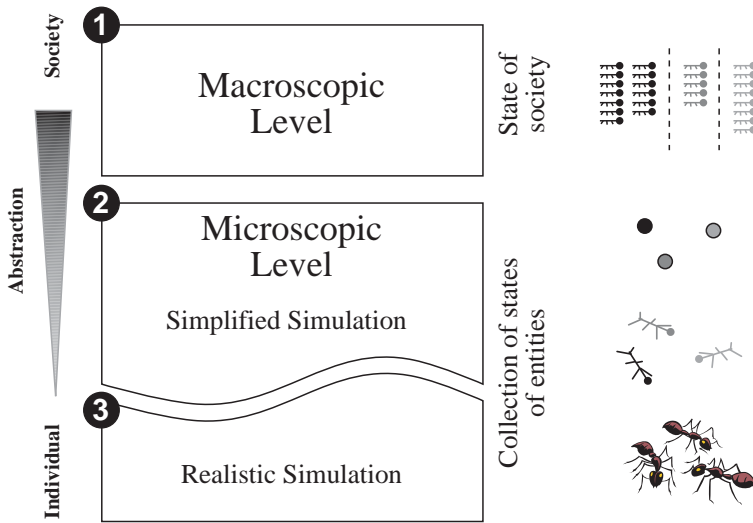 Society
1
Macroscopic
Level
State of
society
Abstraction
2
Microscopic
Level
Simplified Simulation
Collection of states
of entities
3
Realistic Simulation
Individual